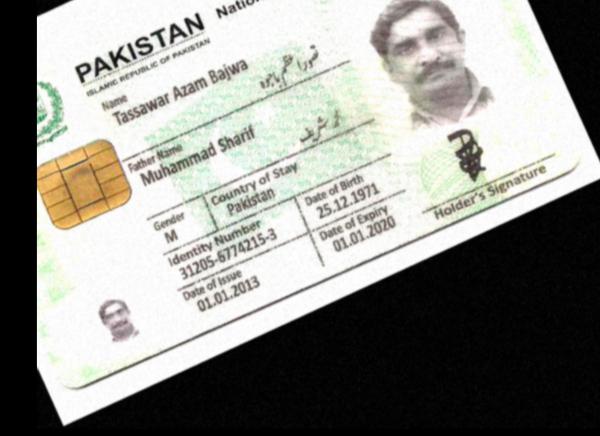 PAKISTAN Natio
ISLAMIC REPUBLIC OF PAKISTAN
Name
Tassawar Azam Bajwa
تصور اعظم باجوہ
Father Name
Muhammad Sharif
محمد شریف
Gender
M
Country of Stay
Pakistan
Identity Number
31205-6774215-3
Date of Birth
25.12.1971
Date of Issue
01.01.2013
Date of Expiry
01.01.2020
Holder's Signature